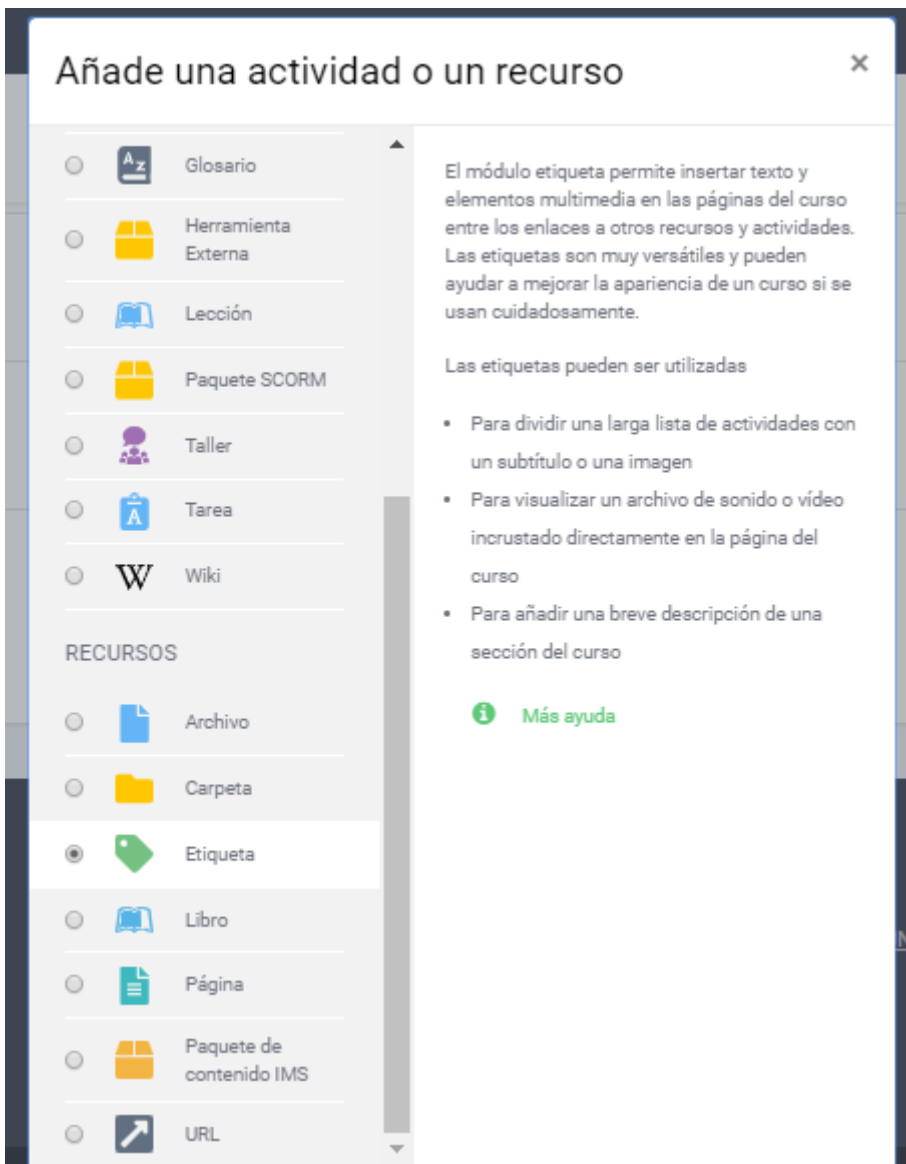 Añade una actividad o un recurso
×
Glosario
Herramienta
Externa
Lección
Paquete SCORM
Taller
Tarea
W Wiki
RECURSOS
Archivo
Carpeta
Etiqueta
Libro
Página
Paquete de
contenido IMS
URL
El módulo etiqueta permite insertar texto y
elementos multimedia en las páginas del curso
entre los enlaces a otros recursos y actividades.
Las etiquetas son muy versátiles y pueden
ayudar a mejorar la apariencia de un curso si se
usan cuidadosamente.
Las etiquetas pueden ser utilizadas
• Para dividir una larga lista de actividades con
un subtítulo o una imagen
• Para visualizar un archivo de sonido o vídeo
incrustado directamente en la página del
curso
• Para añadir una breve descripción de una
sección del curso
Más ayuda